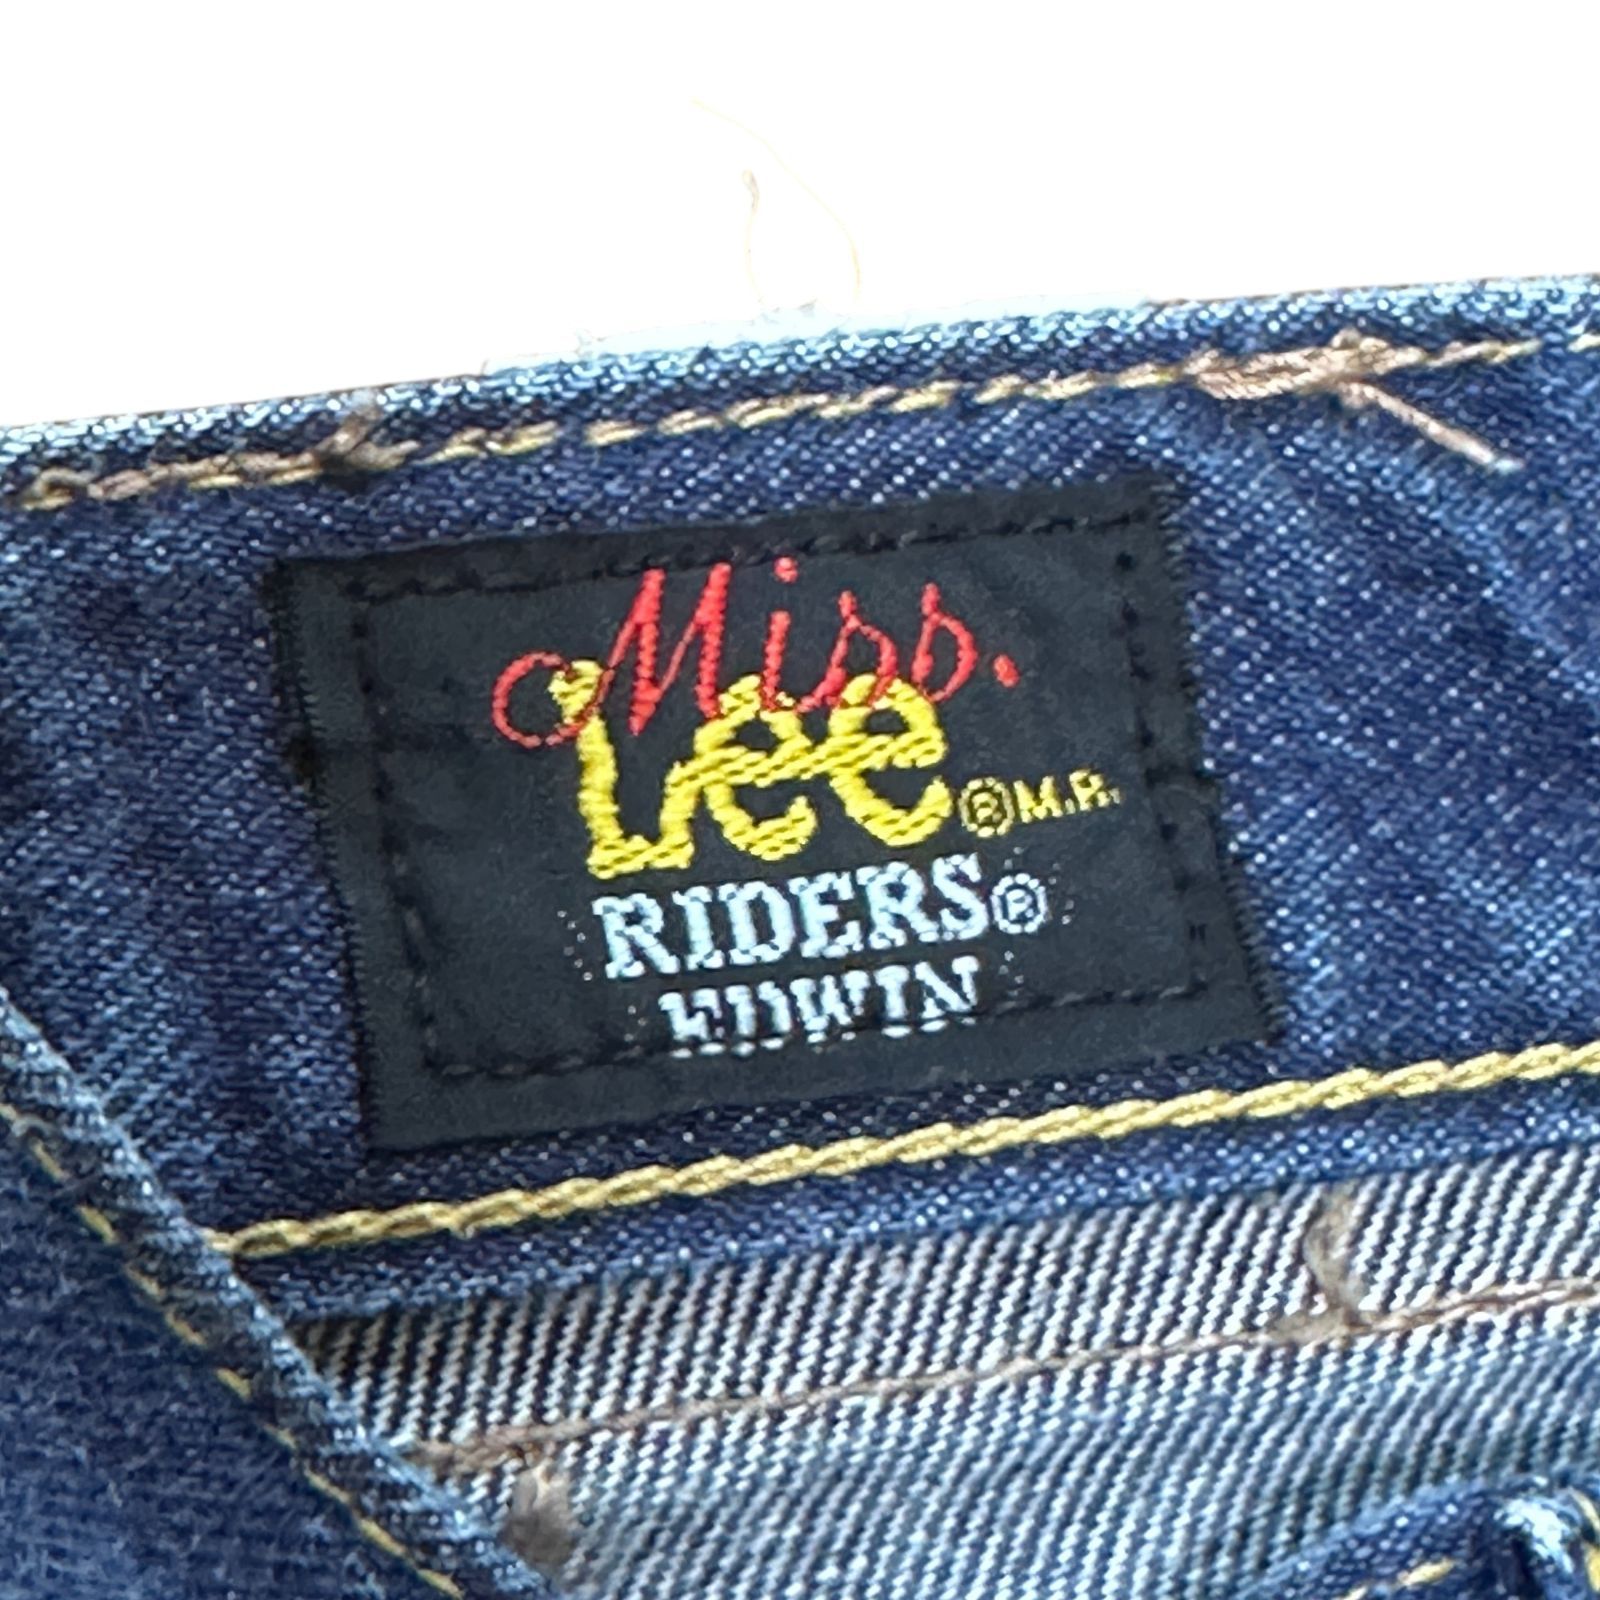 Miss.
Lee® M.R.
RIDERS®
EDWIN